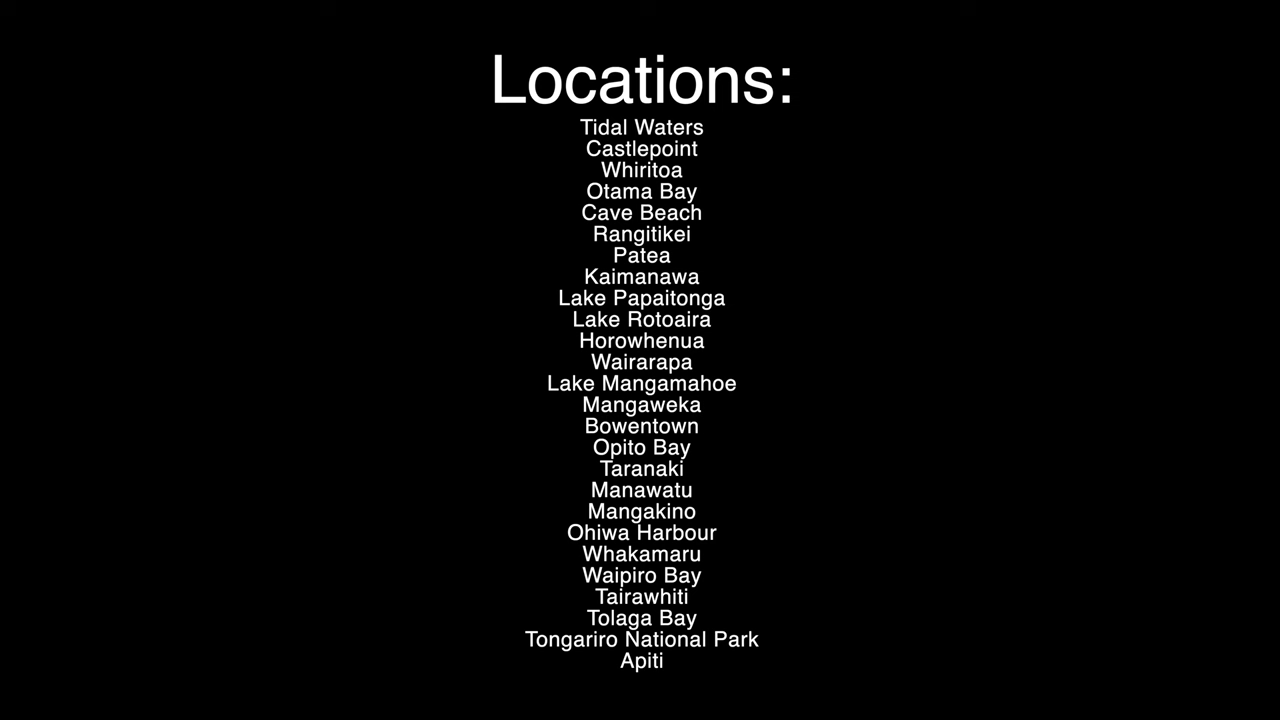 Locations:
Tidal Waters
Castlepoint
Whiritoa
Otama Bay
Cave Beach
Rangitikei
Patea
Kaimanawa
Lake Papaitonga
Lake Rotoaira
Horowhenua
Wairarapa
Lake Mangamahoe
Mangaweka
Bowentown
Opito Bay
Taranaki
Manawatu
Mangakino
Ohiwa Harbour
Whakamaru
Waipiro Bay
Tairawhiti
Tolaga Bay
Tongariro National Park
Apiti